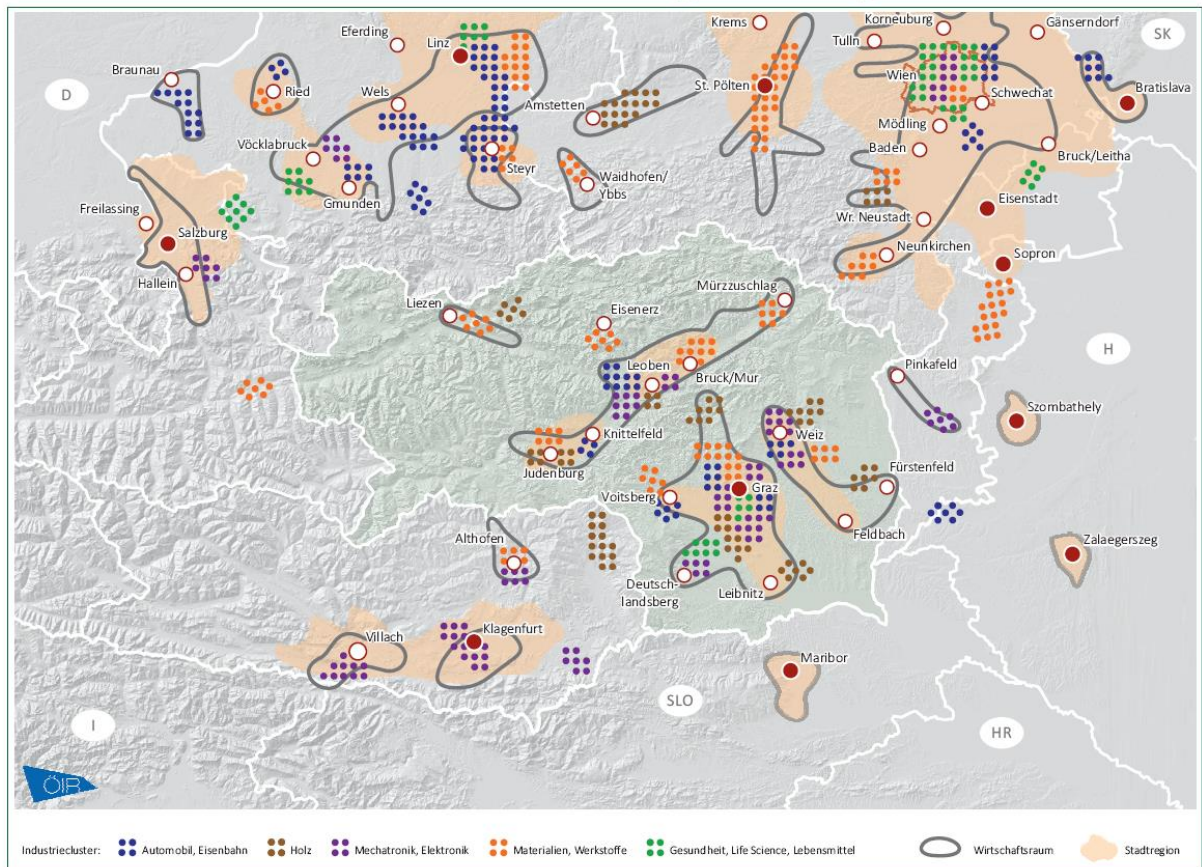 Krems
Korneuburg
Gänserndorf
Eferding
Linz
Tulln
SK
Braunau
Wien
D
Ried
Wels
St. Pölten
Schwechat
Bratislava
Amstetten
Mödling
Vöcklabruck
Baden
Steyr
Bruck/Leitha
Waidhofen/
Ybbs
Gmunden
Freilassing
Eisenstadt
Wr. Neustadt
Salzburg
Neunkirchen
Sopron
Hallein
Mürzzuschlag
Liezen
Eisenerz
H
Leoben
Pinkafeld
Bruck/Mur
Szombathely
Knittelfeld
Weiz
Judenburg
Fürstenfeld
Voitsberg
Graz
Feldbach
Althofen
Zalaegerszeg
Deutsch-
landsberg
Leibnitz
Villach
Klagenfurt
Maribor
SLO
I
HR
ÖIR
Industriecluster: Automobil, Eisenbahn Holz Mechatronik, Elektronik Materialien, Werkstoffe Gesundheit, Life Science, Lebensmittel Wirtschaftsraum Stadtregion